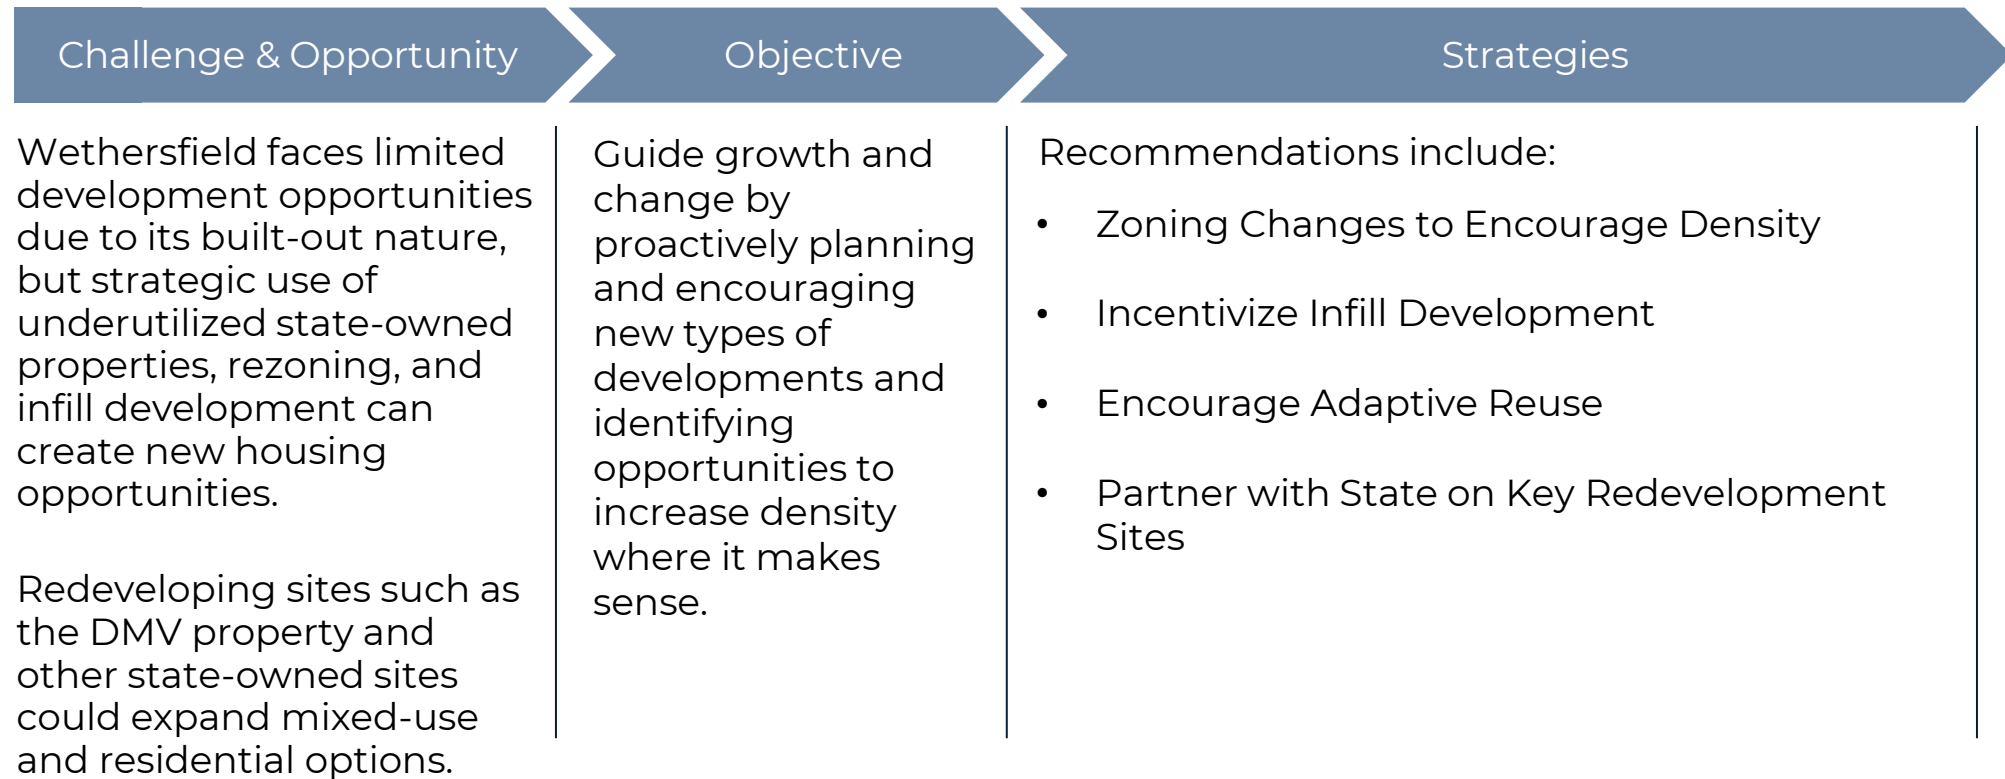 Challenge & Opportunity
Objective
Strategies
Wethersfield faces limited
development opportunities
due to its built-out nature,
but strategic use of
underutilized state-owned
properties, rezoning, and
infill development can
create new housing
opportunities.
Redeveloping sites such as
the DMV property and
other state-owned sites
could expand mixed-use
and residential options.
Guide growth and
change by
proactively planning
and encouraging
new types of
developments and
identifying
opportunities to
increase density
where it makes
sense.
Recommendations include:
• Zoning Changes to Encourage Density
• Incentivize Infill Development
• Encourage Adaptive Reuse
• Partner with State on Key Redevelopment
Sites